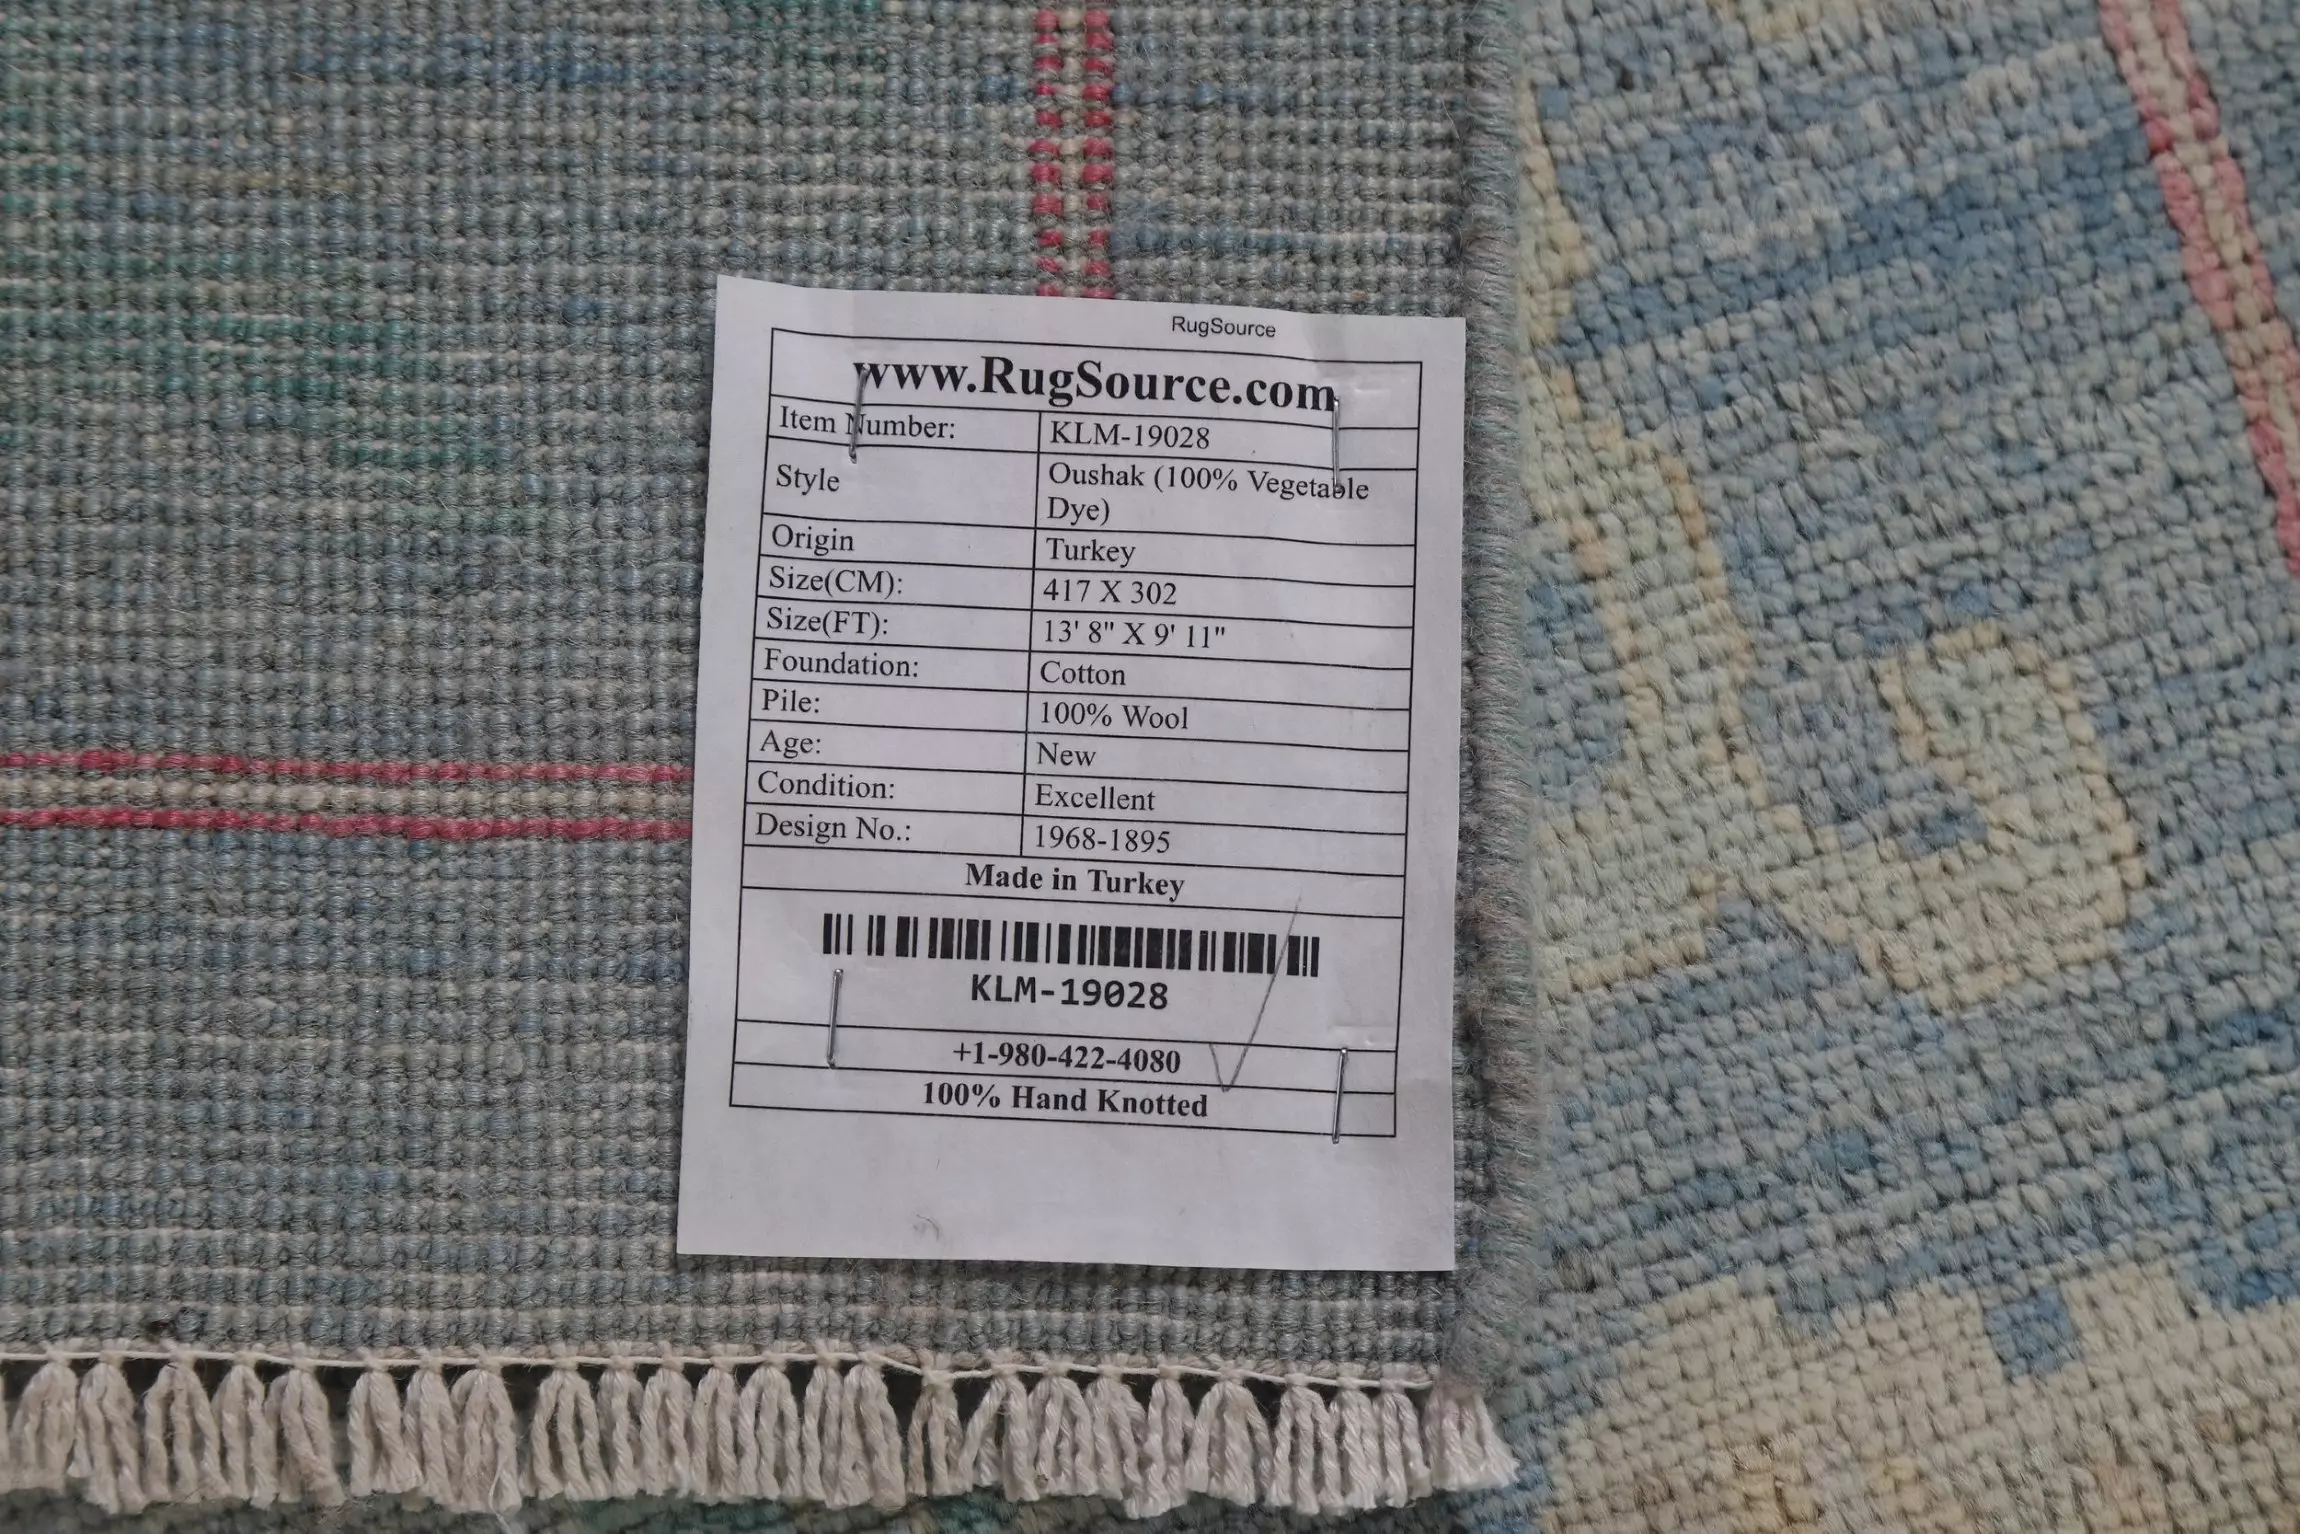 RugSource
www.RugSource.com
Item Number: KLM-19028
Style Oushak (100% Vegetable
Dye)
Origin Turkey
Size(CM): 417 X 302
Size(FT): 13' 8" X 9' 11"
Foundation: Cotton
Pile: 100% Wool
Age: New
Condition: Excellent
Design No.: 1968-1895
Made in Turkey
KLM-19028
+1-980-422-4080
100% Hand Knotted